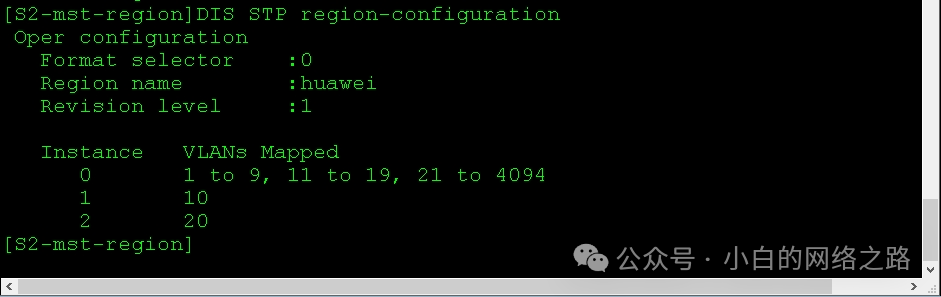 [S2-mst-region]DIS STP region-configuration
Oper configuration
Format selector :0
Region name :huawei
Revision level :1
Instance VLANs Mapped
0 1 to 9, 11 to 19, 21 to 4094
1 10
2 20
[S2-mst-region]
公众号 · 小白的网络之路